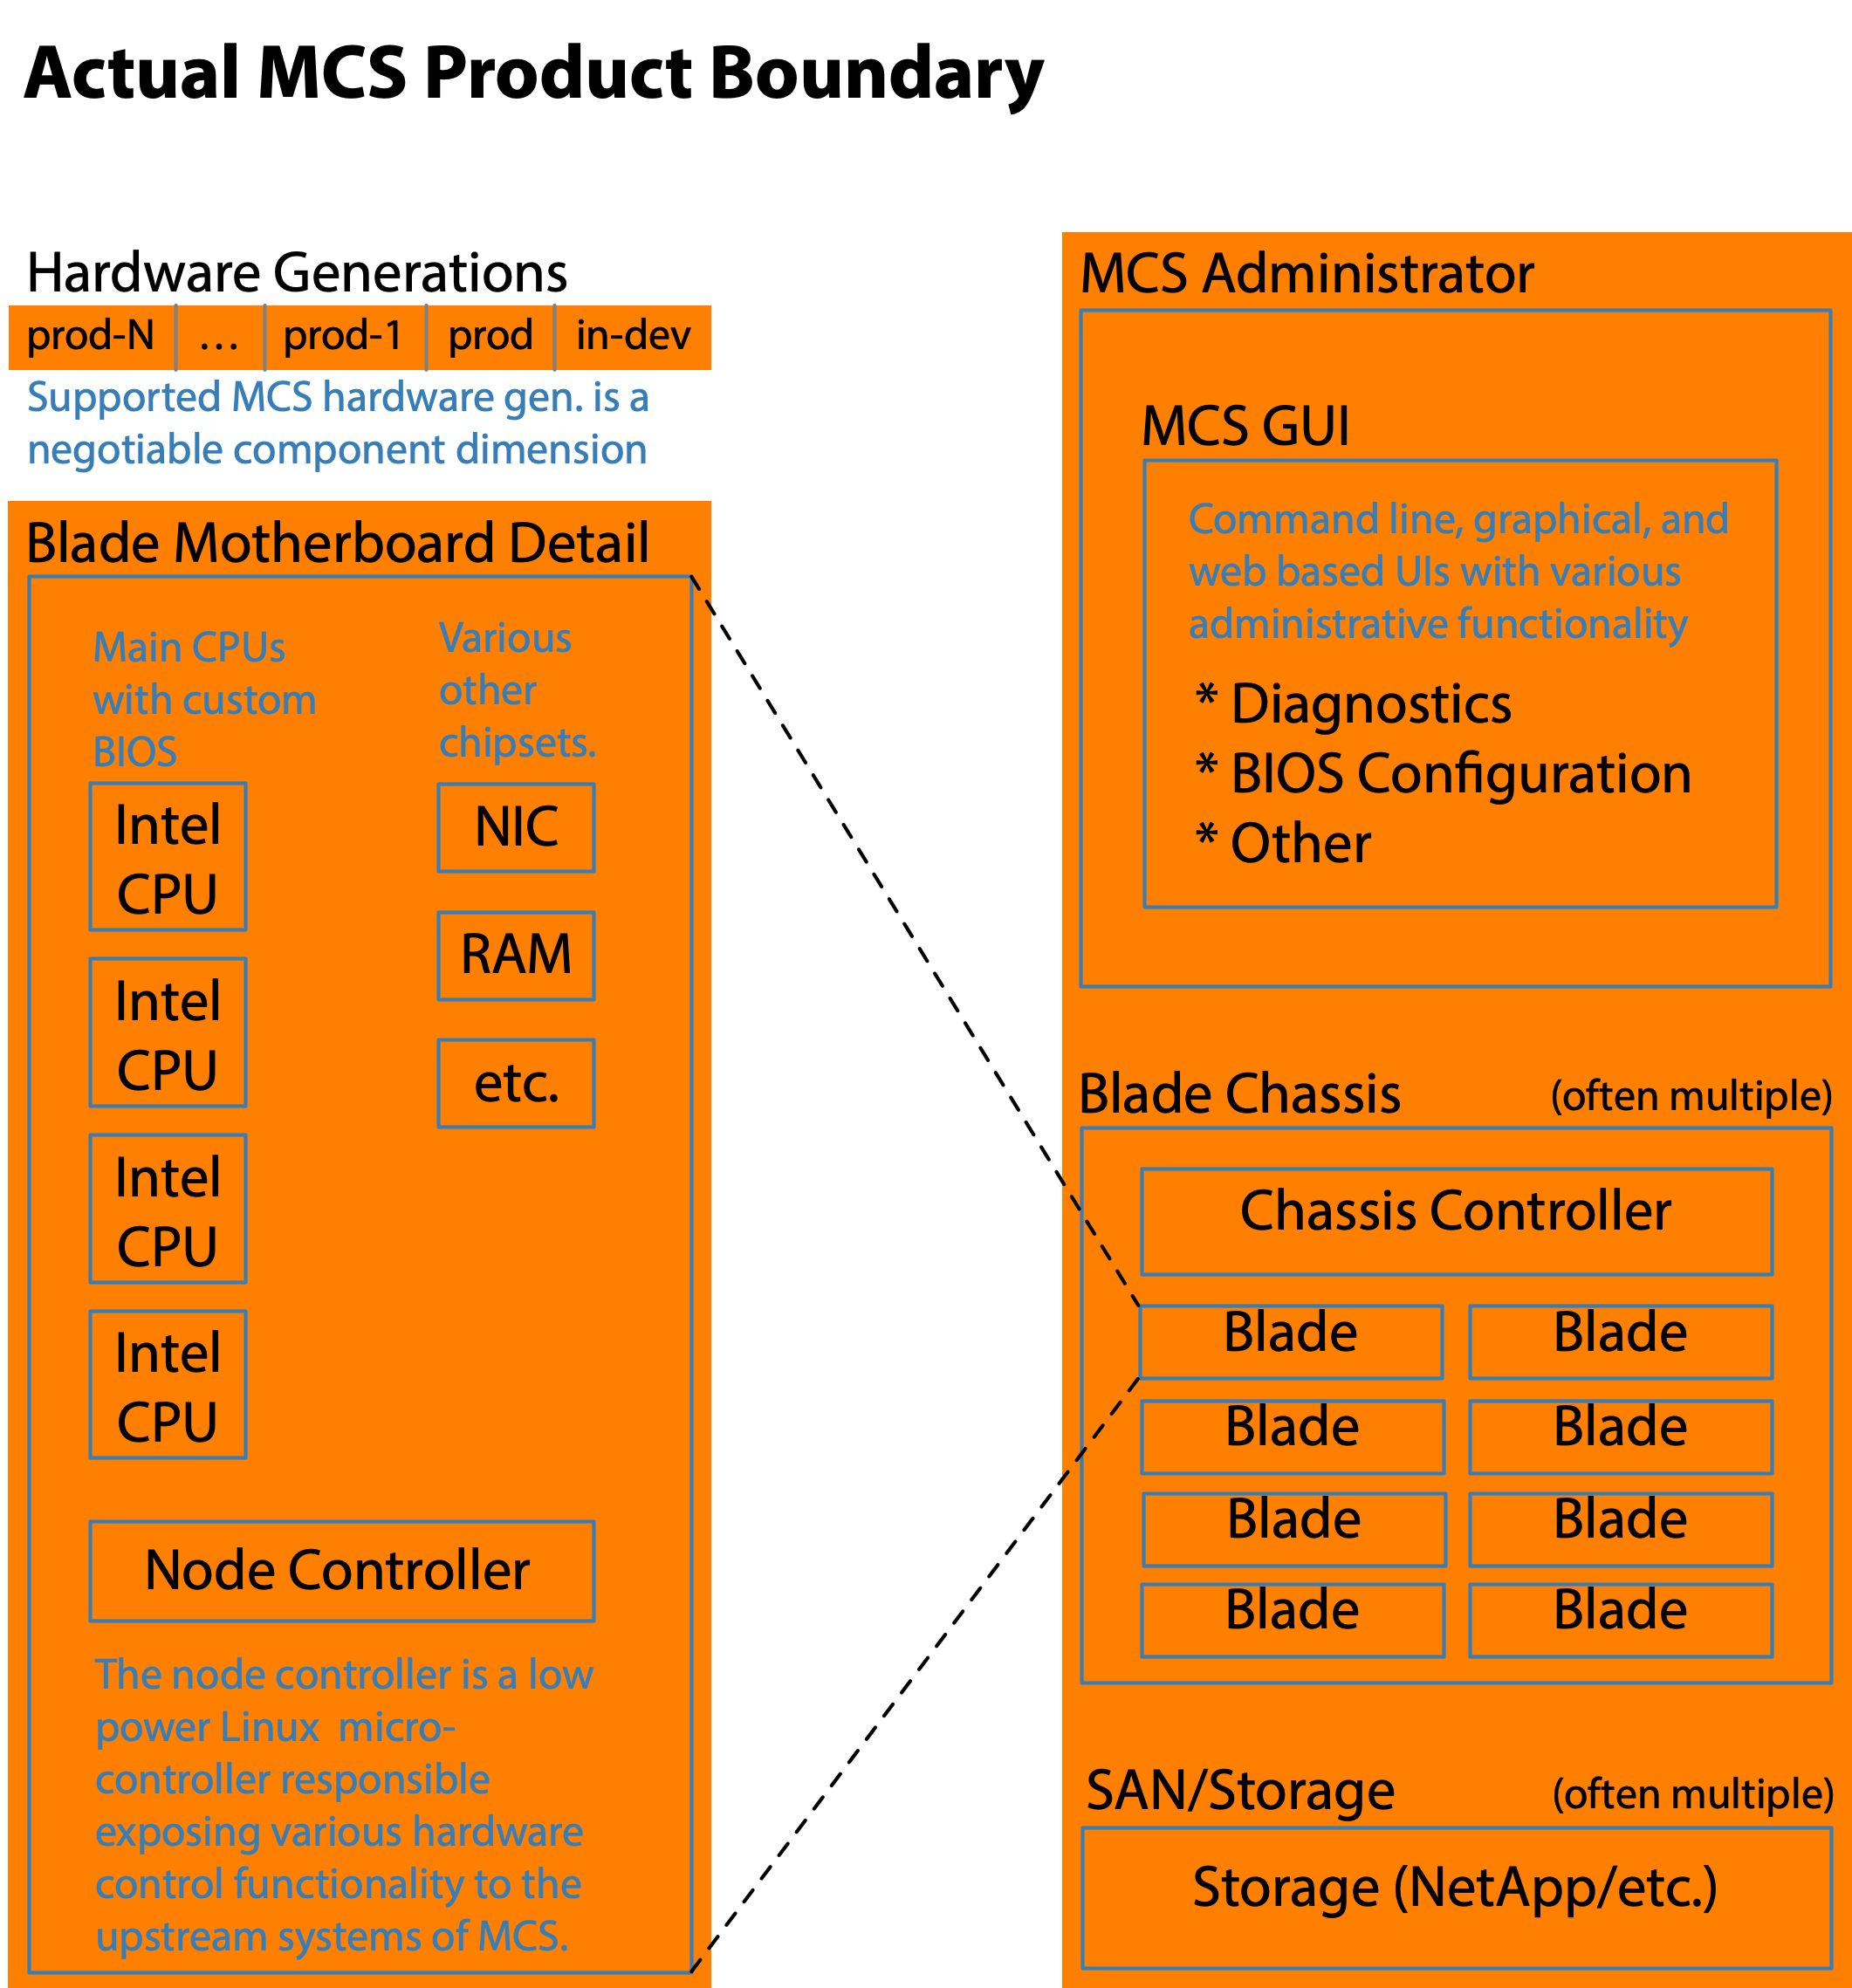 Actual MCS Product Boundary
Hardware Generations
prod-N … prod-1 prod in-dev
Supported MCS hardware gen. is a
negotiable component dimension
Blade Motherboard Detail
Main CPUs
with custom
BIOS
Intel
CPU
Intel
CPU
Intel
CPU
Intel
CPU
Various
other
chipsets.
NIC
RAM
etc.
Node Controller
The node controller is a low
power Linux  micro-
controller responsible
exposing various hardware
control functionality to the
upstream systems of MCS.
MCS Administrator
MCS GUI
Command line, graphical, and
web based UIs with various
administrative functionality
* Diagnostics
* BIOS Configuration
* Other
Blade Chassis (often multiple)
Chassis Controller
Blade Blade
Blade Blade
Blade Blade
Blade Blade
SAN/Storage (often multiple)
Storage (NetApp/etc.)